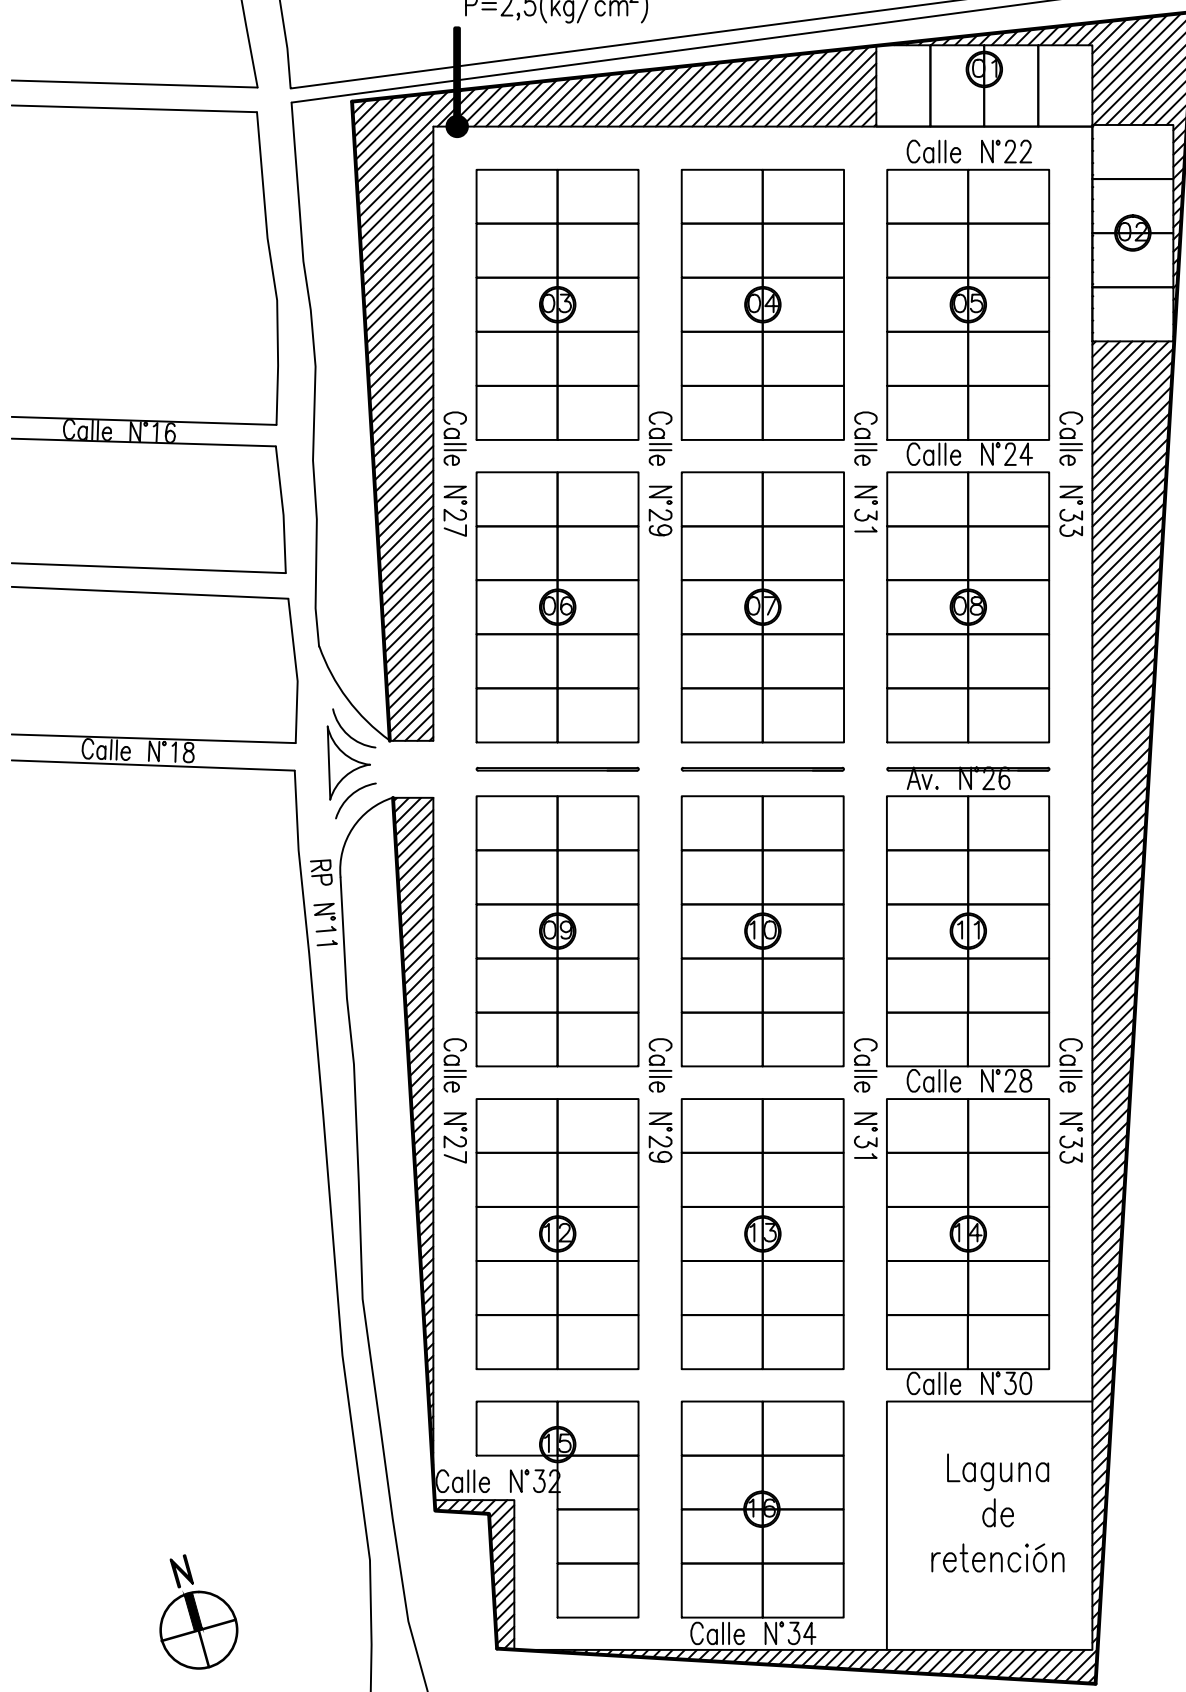 P=2,5(kg/cm²)
01
Calle N°22
02
03
04
05
Calle N°16
Calle N°27
Calle N°29
Calle N°31
Calle N°33
Calle N°24
06
07
08
Calle N°18
Av. N°26
RP N°11
09
10
11
Calle N°27
Calle N°29
Calle N°31
Calle N°33
Calle N°28
12
13
14
Calle N°30
15
Calle N°32
16
Laguna
de
retención
N
Calle N°34